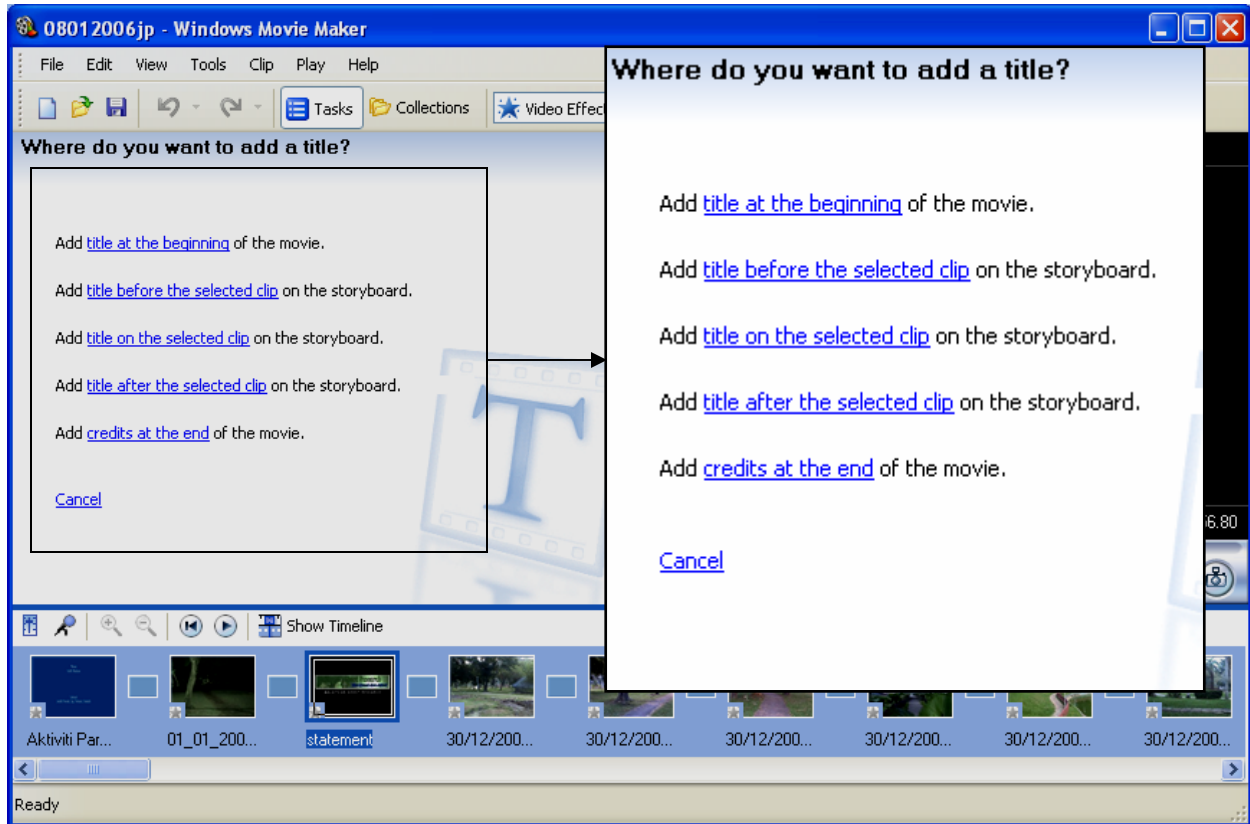 08012006jp - Windows Movie Maker
File Edit View Tools Clip Play Help
Tasks Collections Video Effec
Where do you want to add a title?
Add title at the beginning of the movie.
Add title before the selected clip on the storyboard.
Add title on the selected clip on the storyboard.
Add title after the selected clip on the storyboard.
Add credits at the end of the movie.
Cancel
Where do you want to add a title?
Add title at the beginning of the movie.
Add title before the selected clip on the storyboard.
Add title on the selected clip on the storyboard.
Add title after the selected clip on the storyboard.
Add credits at the end of the movie.
Cancel
T
6.80
Show Timeline
Aktiviti Par... 01_01_200... statement 30/12/200... 30/12/200... 30/12/200... 30/12/200... 30/12/200... 30/12/200...
Ready